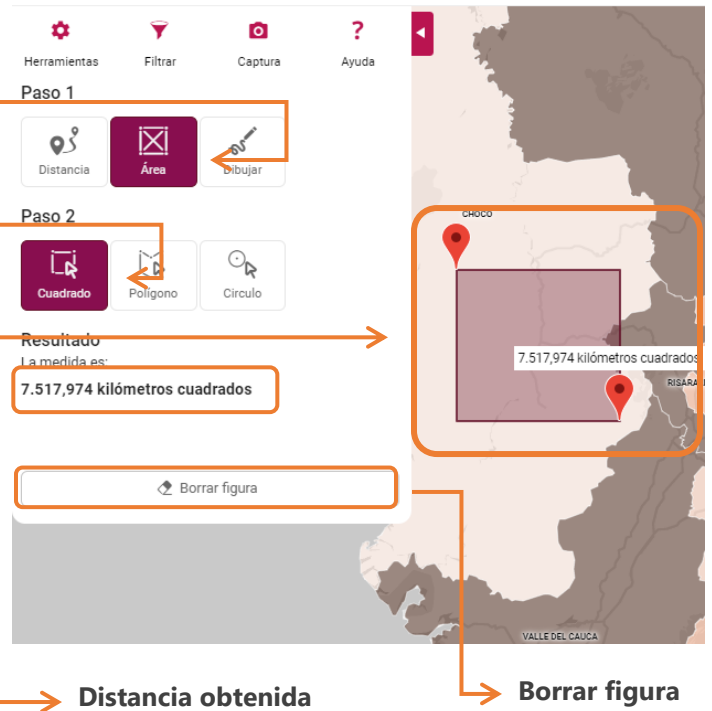 Herramientas Filtrar Captura Ayuda
Paso 1
Distancia Área Dibujar
Paso 2
Cuadrado Polígono Circulo
Resultado
La medida es:
7.517,974 kilómetros cuadrados
Borrar figura
CHOCO
7.517,974 kilómetros cuadrados
VALLE DEL CAUCA
Distancia obtenida
Borrar figura